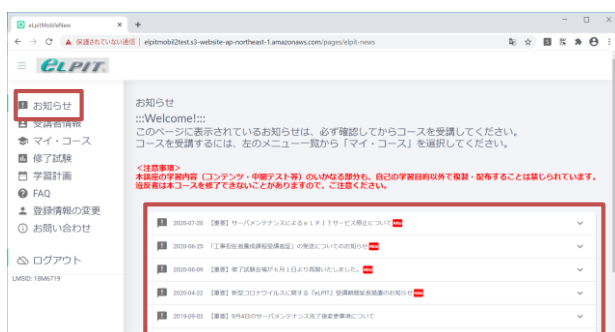 eLpitMobileNew
保護されていない通信 | elpitmobil2test.s3-website-ap-northeast-1.amazonaws.com/pages/elpit-news
eLPIT.
お知らせ
受講者情報
マイ・コース
修了試験
学習計画
FAQ
登録情報の変更
お問い合わせ
ログアウト
LMSID: 18M6719
お知らせ
:::Welcome!:::
このページに表示されているお知らせは、必ず確認してからコースを受講してください。
コースを受講するには、左のメニュー一覧から「マイ・コース」を選択してください。
<注意事項>
本講座の学習内容（コンテンツ・中間テスト等）のいかなる部分も、自己の学習目的以外で複製・配布することは禁じられています。
違反者は本コースを修了できないことがありますので、ご注意ください。
2020-07-20 【重要】サーバメンテナンスによるｅＬＰＩＴサービス停止について New
2020-06-25 「工事担任者養成課程受講者証」の発送についてのお知らせ New
2020-06-09 【重要】修了試験会場が６月１日より再開いたしました。 New
2020-04-22 【重要】新型コロナウイルスに関する「eLPIT」受講期間延長措置のお知らせ New
2019-09-03 【重要】9月4日のサーバメンテナンス完了後変更事項について